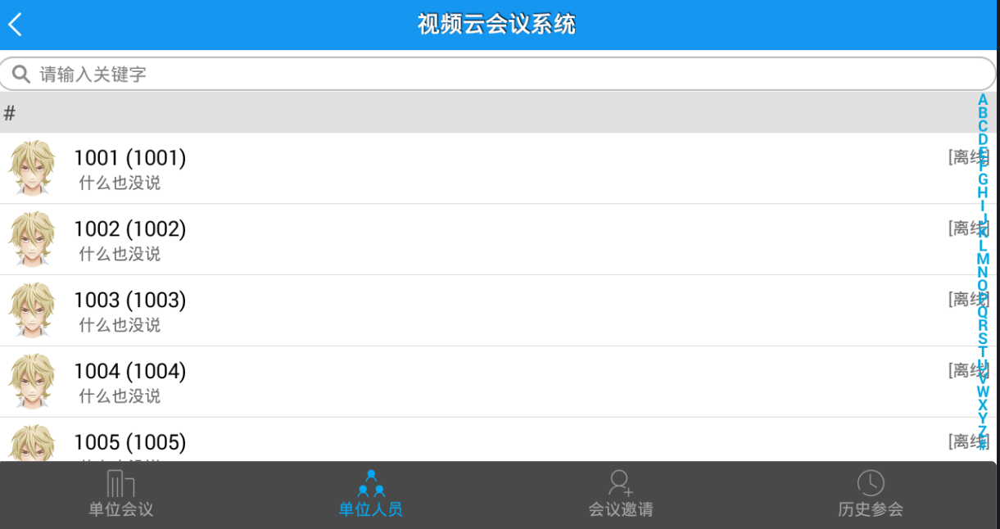 视频云会议系统
请输入关键字
#
1001 (1001)
[离线]
什么也没说
1002 (1002)
[离线]
什么也没说
1003 (1003)
[离线]
什么也没说
1004 (1004)
[离线]
什么也没说
1005 (1005)
[离线]
A
B
C
D
E
F
G
H
I
J
K
L
M
N
O
P
Q
R
S
T
U
V
W
X
Y
Z
#
单位会议
单位人员
会议邀请
历史参会